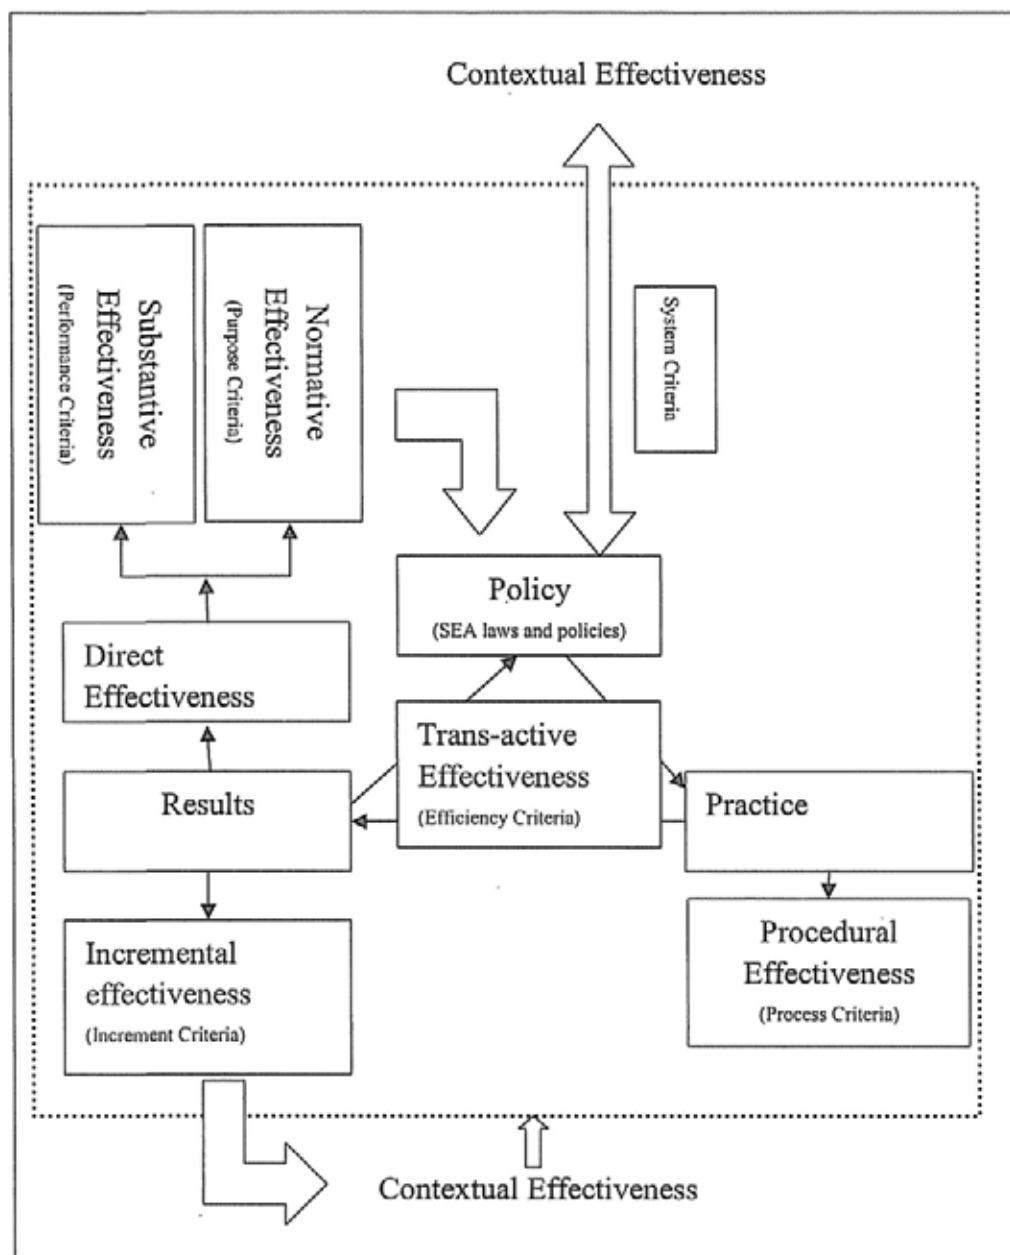 Contextual Effectiveness
Substantive
Effectiveness
(Performance Criteria)
Normative
Effectiveness
(Purpose Criteria)
System Criteria
Policy
(SEA laws and policies)
Direct
Effectiveness
Trans-active
Effectiveness
(Efficiency Criteria)
Results
Practice
Incremental
effectiveness
(Increment Criteria)
Procedural
Effectiveness
(Process Criteria)
Contextual Effectiveness